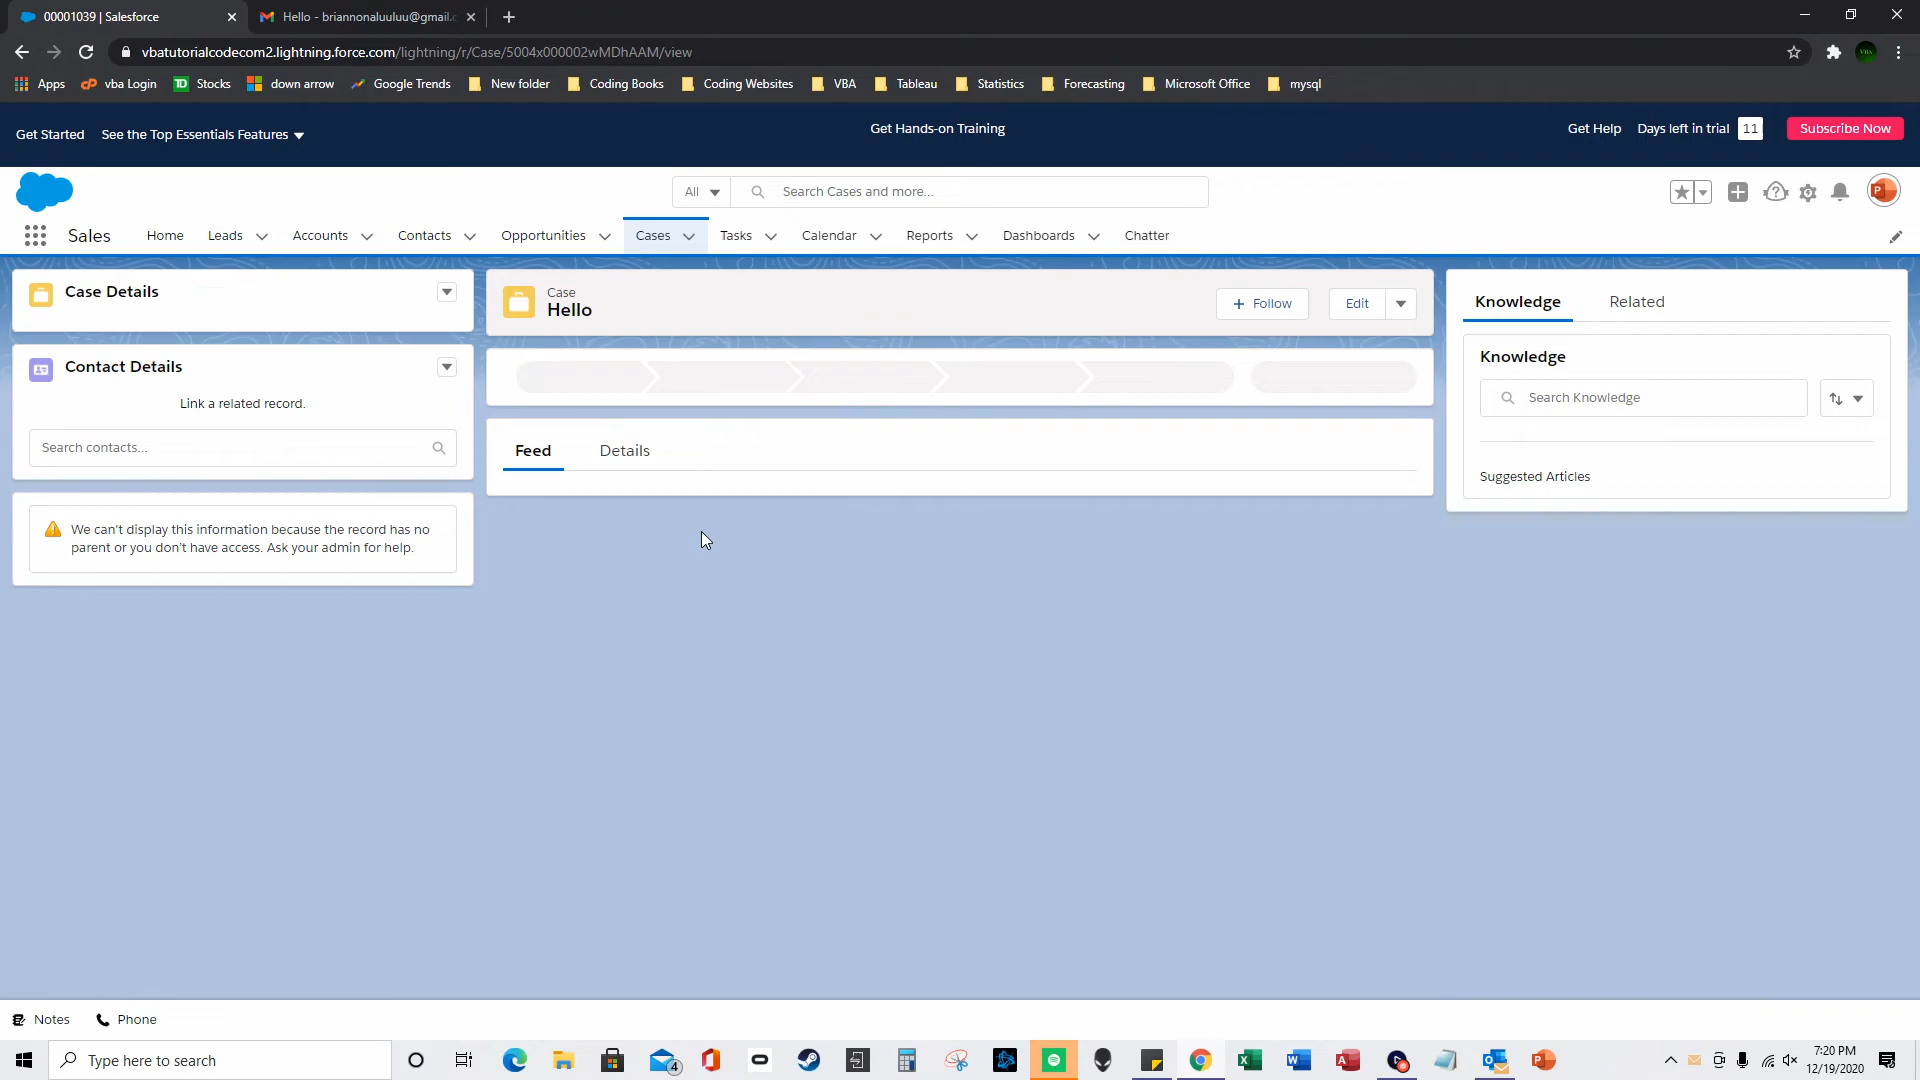 00001039 | Salesforce
Hello - briannonaluuluu@gmail.c
vbatutorialcodecom2.lightning.force.com/lightning/r/Case/5004x000002wMDhAAM/view
Apps
vba Login
Stocks
down arrow
Google Trends
New folder
Coding Books
Coding Websites
VBA
Tableau
Statistics
Forecasting
Microsoft Office
mysql
Get Started
See the Top Essentials Features
Get Hands-on Training
Get Help
Days left in trial 11
Subscribe Now
All
Search Cases and more...
Sales
Home
Leads
Accounts
Contacts
Opportunities
Cases
Tasks
Calendar
Reports
Dashboards
Chatter
Case Details
Contact Details
Link a related record.
Search contacts...
We can't display this information because the record has no
parent or you don't have access. Ask your admin for help.
Case
Hello
+ Follow
Edit
Feed
Details
Knowledge
Related
Knowledge
Search Knowledge
Suggested Articles
Notes
Phone
Type here to search
4
7:20 PM
12/19/2020